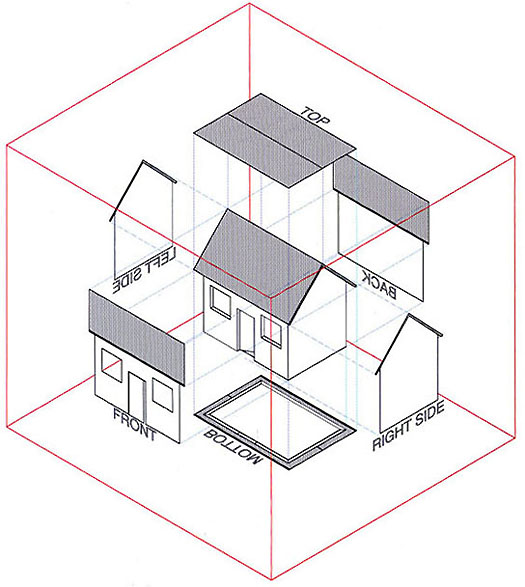 TOP
LEFT SIDE
BACK
FRONT
BOTTOM
RIGHT SIDE